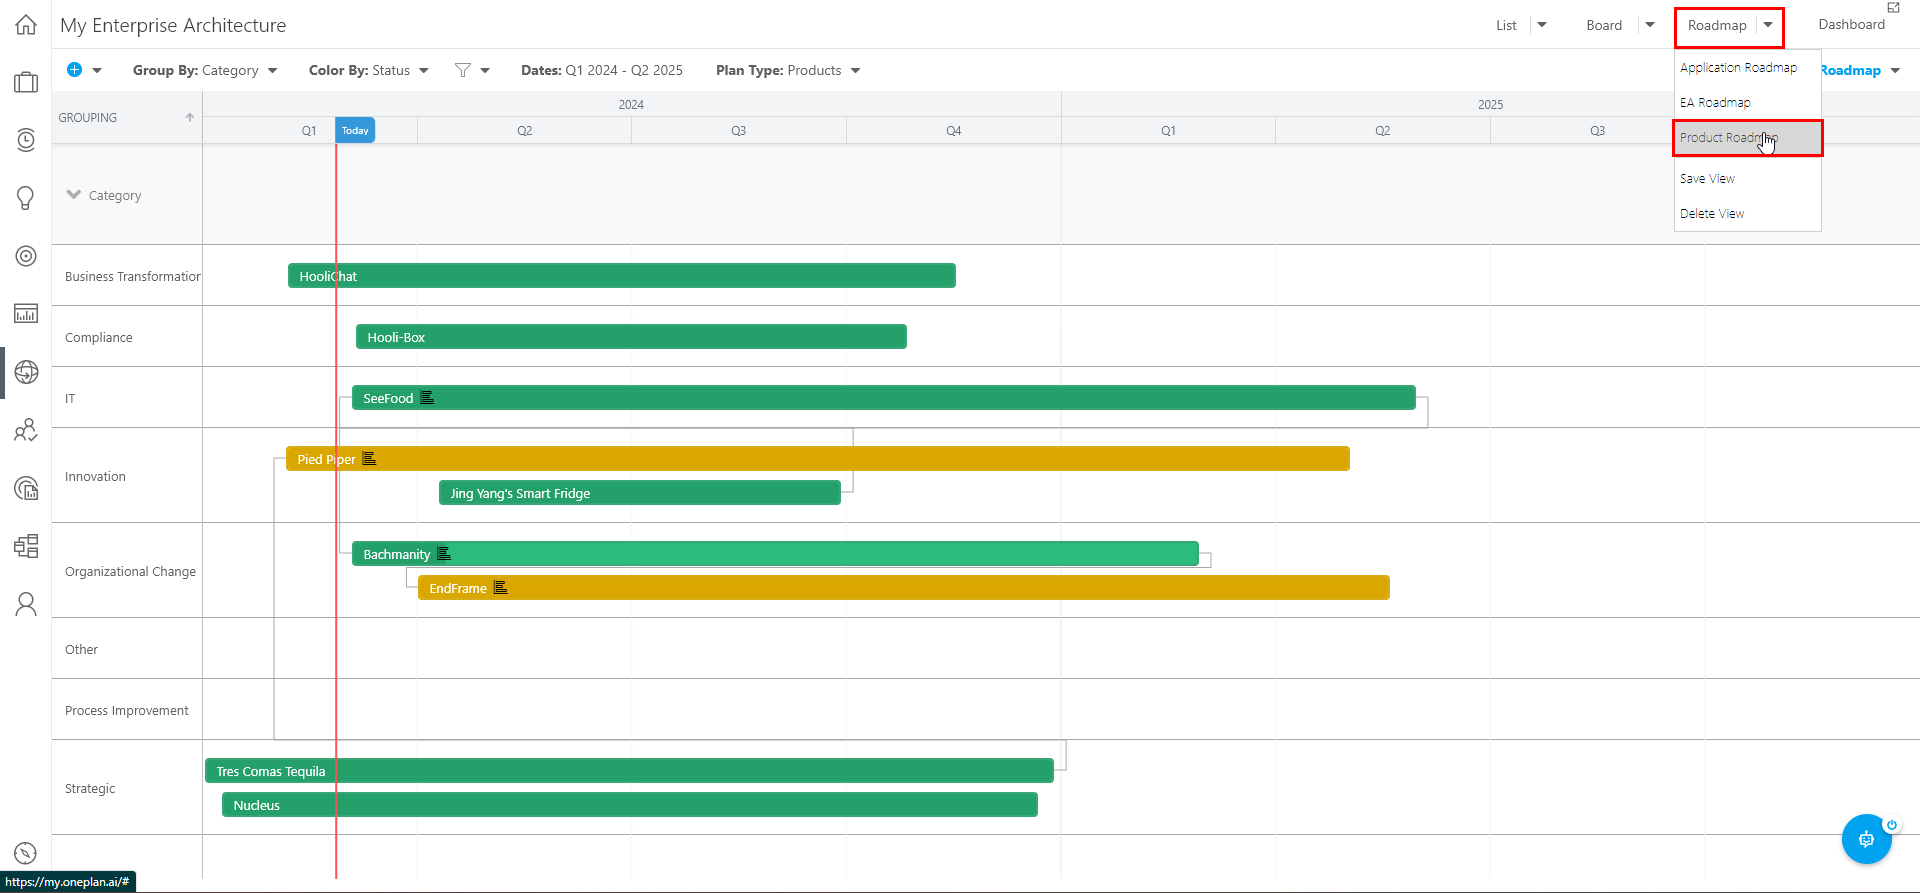 My Enterprise Architecture
List
Board
Roadmap
Dashboard
Group By: Category
Color By: Status
Dates: Q1 2024 - Q2 2025
Plan Type: Products
Roadmap
Application Roadmap
EA Roadmap
Product Roadmap
Save View
Delete View
GROUPING
2024
2025
Q1
Today
Q2
Q3
Q4
Q1
Q2
Q3
Category
Business Transformation
HooliChat
Compliance
Hooli-Box
IT
SeeFood
Innovation
Pied Piper
Jing Yang's Smart Fridge
Organizational Change
Bachmanity
EndFrame
Other
Process Improvement
Strategic
Tres Comas Tequila
Nucleus
https://my.oneplan.ai/#